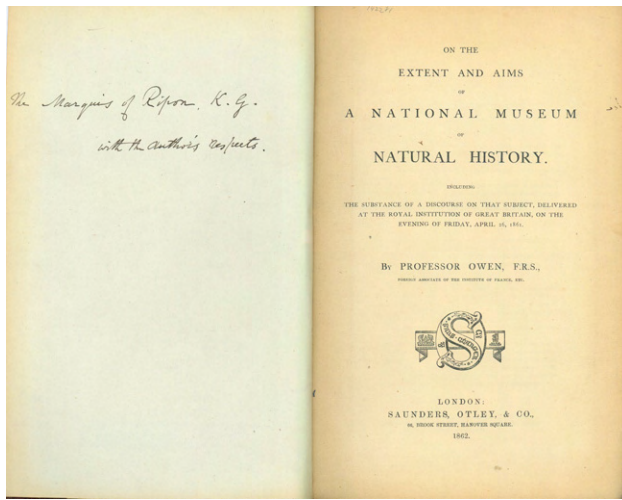 The Marquis of Ripon, K.G.
with the author's respects.
ON THE
EXTENT AND AIMS
OF
A NATIONAL MUSEUM
OF
NATURAL HISTORY.
INCLUDING
THE SUBSTANCE OF A DISCOURSE ON THAT SUBJECT, DELIVERED
AT THE ROYAL INSTITUTION OF GREAT BRITAIN, ON THE
EVENING OF FRIDAY, APRIL 26, 1861.
By PROFESSOR OWEN, F.R.S.,
FOREIGN ASSOCIATE OF THE INSTITUTE OF FRANCE, ETC.
LONDON:
SAUNDERS, OTLEY, & CO.,
BROOK STREET, HANOVER SQUARE.
1862.